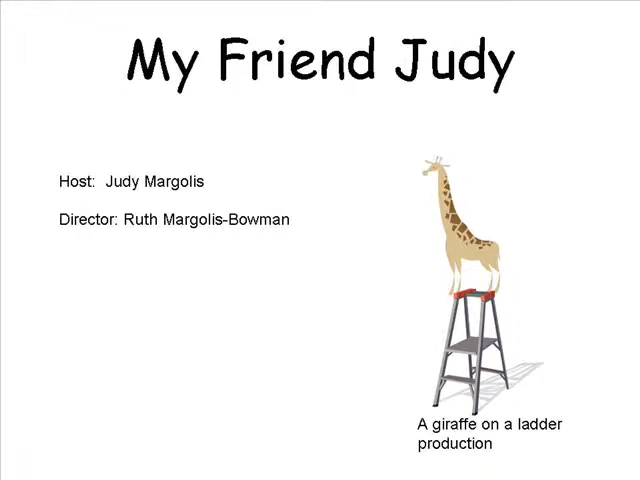 My Friend Judy
Host: Judy Margolis
Director: Ruth Margolis-Bowman
A giraffe on a ladder
production